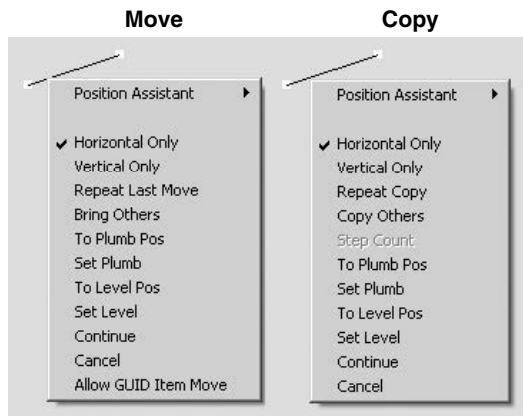 Move
Position Assistant
Horizontal Only
Vertical Only
Repeat Last Move
Bring Others
To Plumb Pos
Set Plumb
To Level Pos
Set Level
Continue
Cancel
Allow GUID Item Move
Copy
Position Assistant
Horizontal Only
Vertical Only
Repeat Copy
Copy Others
Step Count
To Plumb Pos
Set Plumb
To Level Pos
Set Level
Continue
Cancel